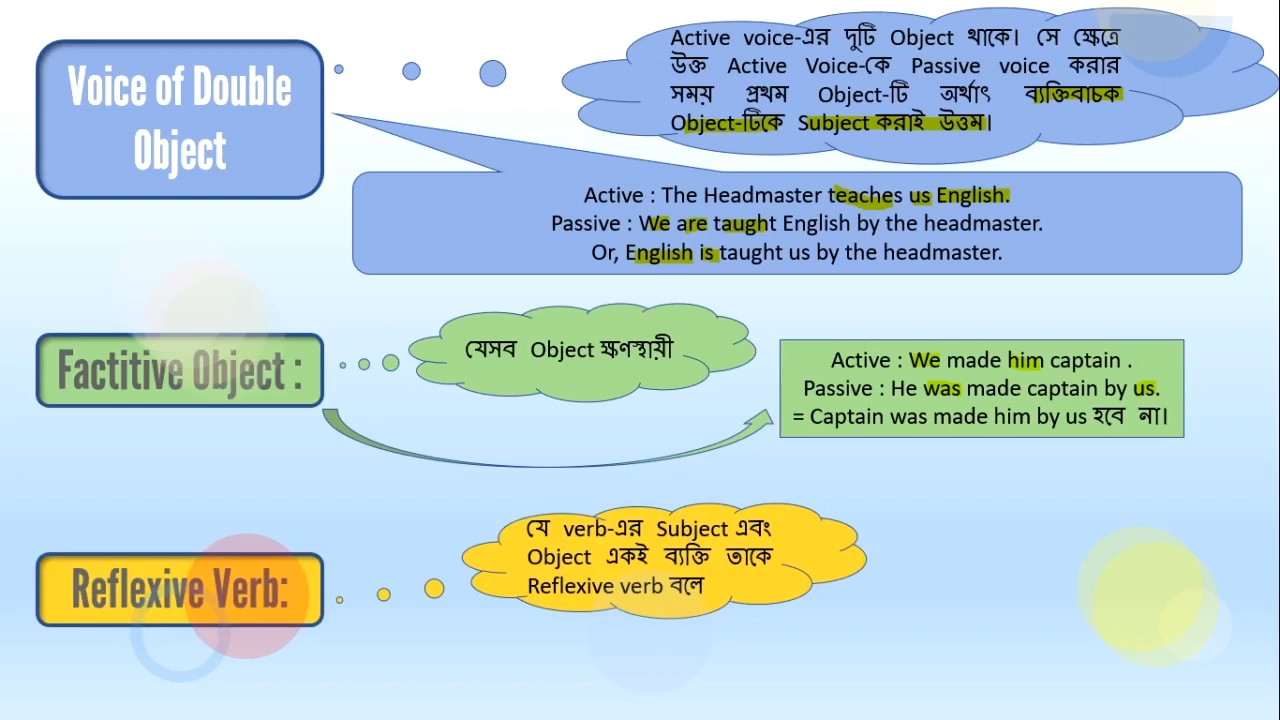 Voice of Double
Object
Active voice-এর দুটি Object থাকে। সে ক্ষেত্রে
উক্ত Active Voice-কে Passive voice করার
সময় প্রথম Object-টি অর্থাৎ ব্যক্তিবাচক
Object-টিকে Subject করাই উত্তম।
Active : The Headmaster teaches us English.
Passive : We are taught English by the headmaster.
Or, English is taught us by the headmaster.
Factitive Object :
যেসব Object ক্ষণস্থায়ী
Active : We made him captain .
Passive : He was made captain by us.
= Captain was made him by us হবে না।
Reflexive Verb:
যে verb-এর Subject এবং
Object একই ব্যক্তি তাকে
Reflexive verb বলে